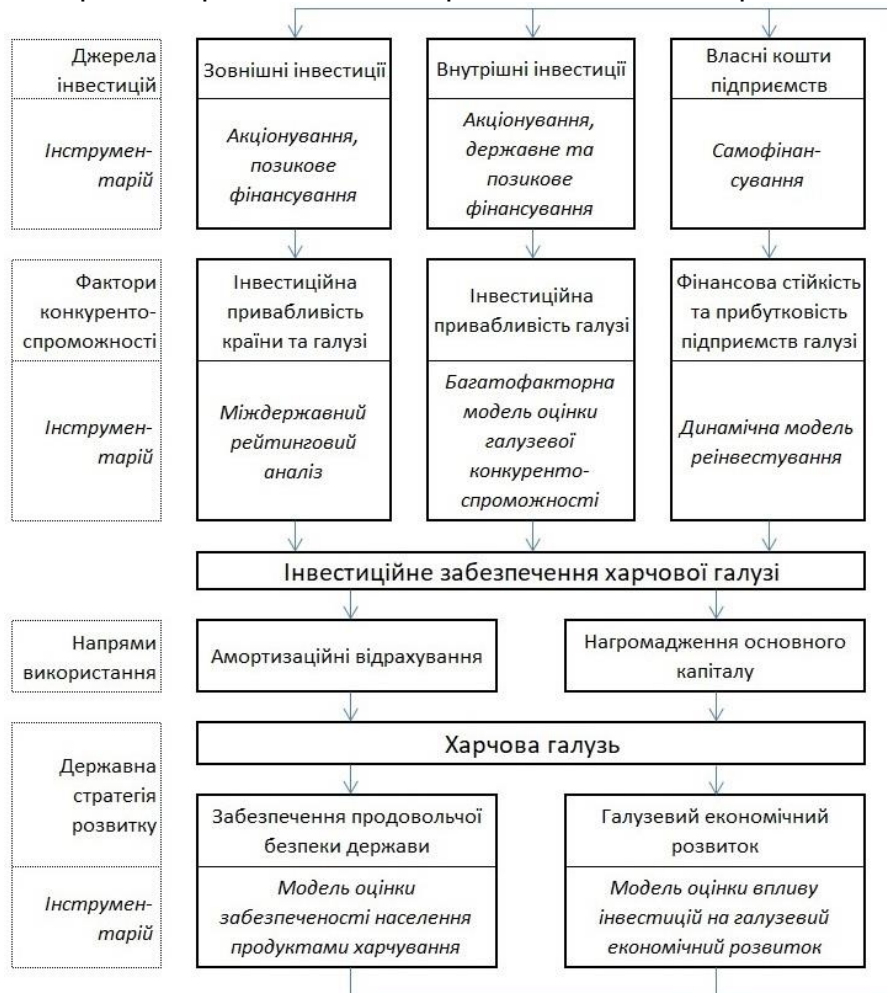 Джерела
інвестицій
Інструмен-
тарій
Зовнішні інвестиції
Акціонування,
позикове
фінансування
Внутрішні інвестиції
Акціонування,
державне та
позикове
фінансування
Власні кошти
підприємств
Самофінан-
сування
Фактори
конкуренто-
спроможності
Інструмен-
тарій
Інвестиційна
привабливість
країни та галузі
Міждержавний
рейтинговий
аналіз
Інвестиційна
привабливість галузі
Багатофакторна
модель оцінки
галузевої
конкуренто-
спроможності
Фінансова стійкість
та прибутковість
підприємств галузі
Динамічна модель
реінвестування
Інвестиційне забезпечення харчової галузі
Напрями
використання
Амортизаційні відрахування
Нагромадження основного
капіталу
Харчова галузь
Державна
стратегія
розвитку
Інструмен-
тарій
Забезпечення продовольчої
безпеки держави
Модель оцінки
забезпеченості населення
продуктами харчування
Галузевий економічний
розвиток
Модель оцінки впливу
інвестицій на галузевий
економічний розвиток